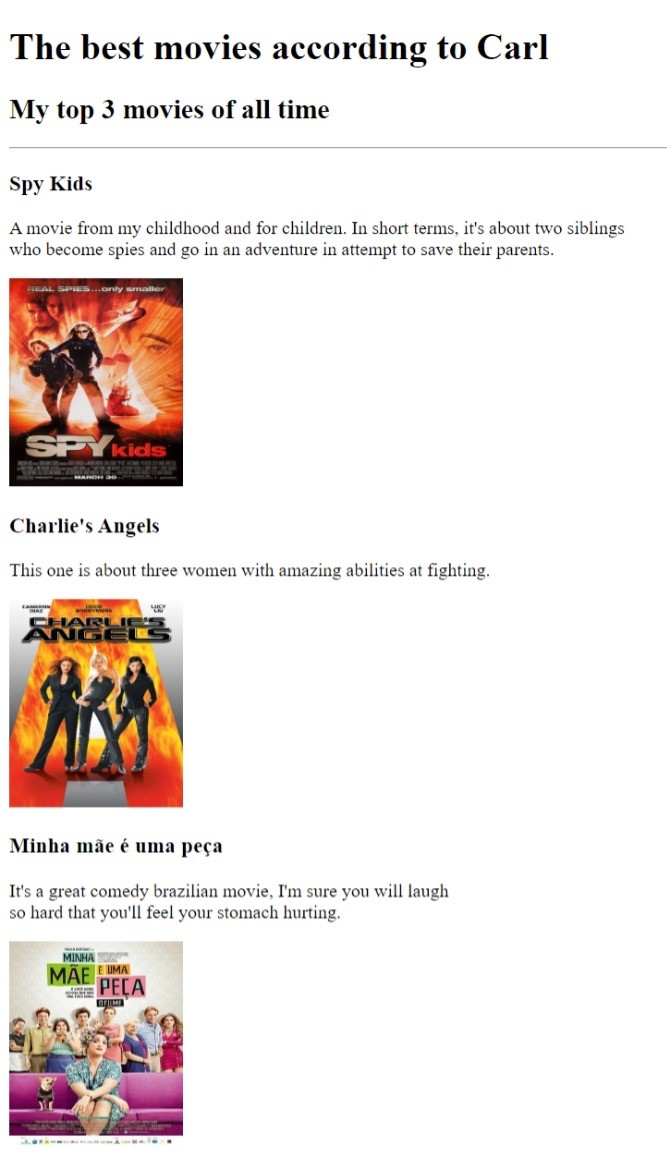 The best movies according to Carl
My top 3 movies of all time
Spy Kids
A movie from my childhood and for children. In short terms, it's about two siblings
who become spies and go in an adventure in attempt to save their parents.
REAL SPIES...only smaller
SPY kids
MARCH 30
Charlie's Angels
This one is about three women with amazing abilities at fighting.
CAMERON DIAZ DREW BARRYMORE LUCY LIU
CHARLIE'S
ANGELS
Minha mãe é uma peça
It's a great comedy brazilian movie, I'm sure you will laugh
so hard that you'll feel your stomach hurting.
MINHA
MÃE É UMA
PEÇA
O FILME